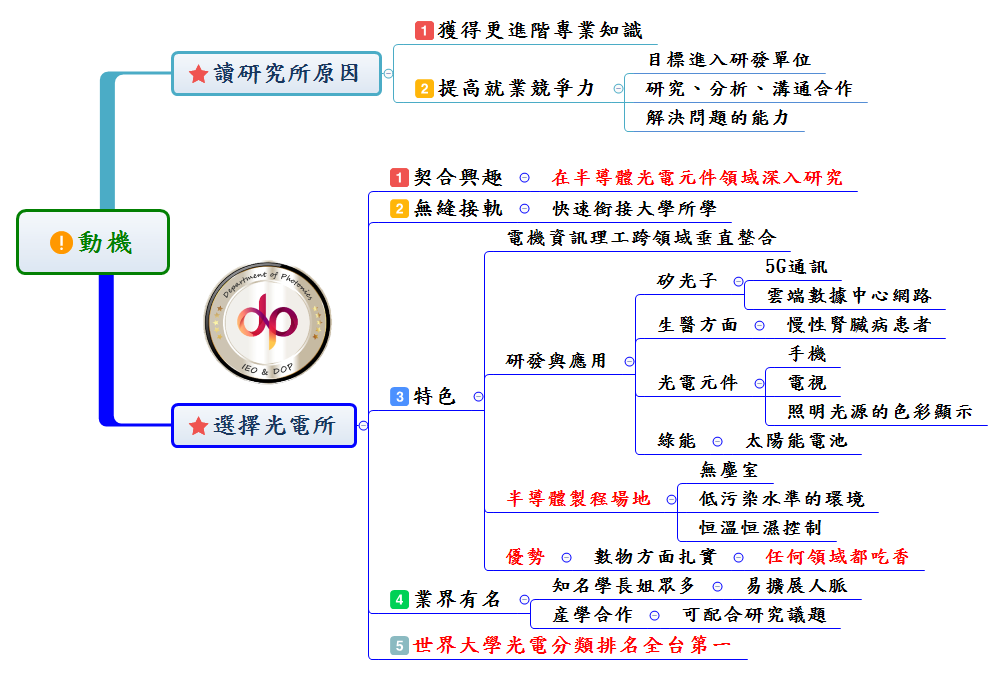 動機
讀研究所原因
1 獲得更進階專業知識
2 提高就業競爭力
目標進入研發單位
研究、分析、溝通合作
解決問題的能力
選擇光電所
1 契合興趣
在半導體光電元件領域深入研究
2 無縫接軌
快速銜接大學所學
3 特色
電機資訊理工跨領域垂直整合
研發與應用
矽光子
5G通訊
雲端數據中心網路
生醫方面
慢性腎臟病患者
光電元件
手機
電視
照明光源的色彩顯示
綠能
太陽能電池
半導體製程場地
無塵室
低污染水準的環境
恒溫恒濕控制
優勢
數物方面扎實
任何領域都吃香
4 業界有名
知名學長姐眾多
易擴展人脈
產學合作
可配合研究議題
5 世界大學光電分類排名全台第一
Department of Photonics
dp
IEO & DOP